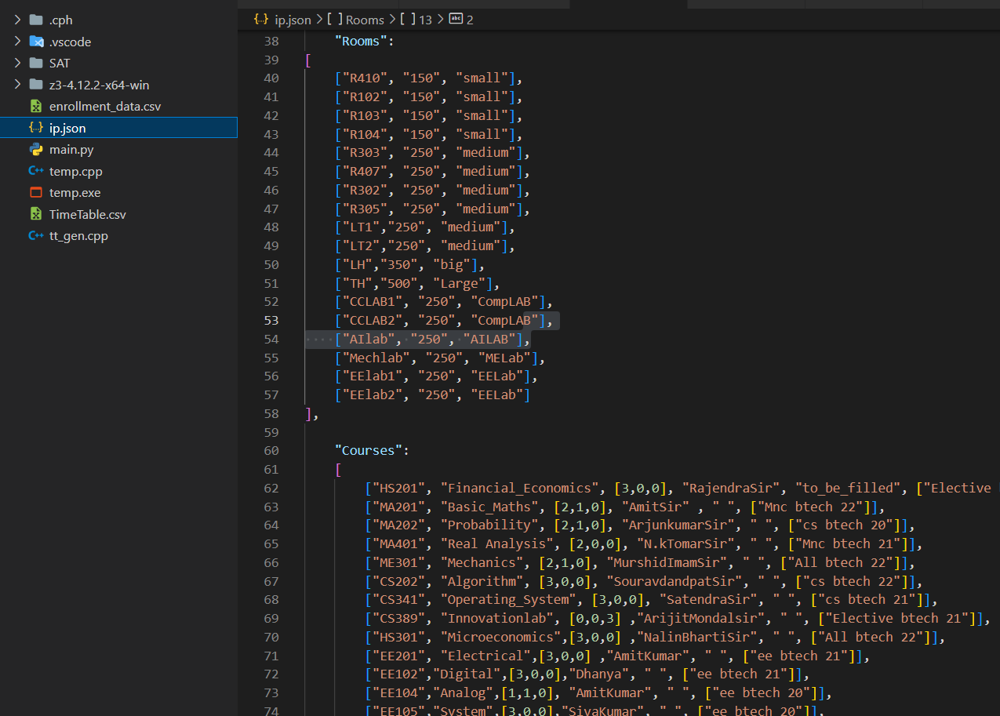 .cph
.vscode
SAT
z3-4.12.2-x64-win
enrollment_data.csv
{..} ip.json
main.py
C++ temp.cpp
temp.exe
TimeTable.csv
C++ tt_gen.cpp
{..} ip.json > [ ] Rooms > [ ] 13 > abc 2
38 "Rooms":
39 [
40 ["R410", "150", "small"],
41 ["R102", "150", "small"],
42 ["R103", "150", "small"],
43 ["R104", "150", "small"],
44 ["R303", "250", "medium"],
45 ["R407", "250", "medium"],
46 ["R302", "250", "medium"],
47 ["R305", "250", "medium"],
48 ["LT1","250", "medium"],
49 ["LT2","250", "medium"],
50 ["LH","350", "big"],
51 ["TH","500", "Large"],
52 ["CCLAB1", "250", "CompLAB"],
53 ["CCLAB2", "250", "CompLAB"],
54 ["AIlab", "250", "AILAB"],
55 ["Mechlab", "250", "MELab"],
56 ["EElab1", "250", "EELab"],
57 ["EElab2", "250", "EELab"]
58 ],
59
60 "Courses":
61 [
62 ["HS201", "Financial_Economics", [3,0,0], "RajendraSir", "to_be_filled", ["Elective
63 ["MA201", "Basic_Maths", [2,1,0], "AmitSir" , " ", ["Mnc btech 22"]],
64 ["MA202", "Probability", [2,1,0], "ArjunkumarSir", " ", ["cs btech 20"]],
65 ["MA401", "Real Analysis", [2,0,0], "N.kTomarSir", " ", ["Mnc btech 21"]],
66 ["ME301", "Mechanics", [2,1,0], "MurshidImamSir", " ", ["All btech 22"]],
67 ["CS202", "Algorithm", [3,0,0], "SouravdandpatSir", " ", ["cs btech 22"]],
68 ["CS341", "Operating_System", [3,0,0], "SatendraSir", " ", ["cs btech 21"]],
69 ["CS389", "Innovationlab", [0,0,3] ,"ArijitMondalsir", " ", ["Elective btech 21"]],
70 ["HS301", "Microeconomics",[3,0,0] ,"NalinBhartiSir", " ", ["All btech 22"]],
71 ["EE201", "Electrical",[3,0,0] ,"AmitKumar", " ", ["ee btech 21"]],
72 ["EE102","Digital",[3,0,0],"Dhanya", " ", ["ee btech 21"]],
73 ["EE104","Analog",[1,1,0], "AmitKumar", " ", ["ee btech 20"]],
74 ["EE105","System",[3,0,0],"SivaKumar", " ", ["ee btech 20"]],